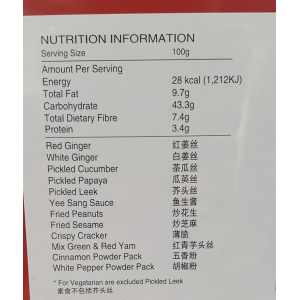 NUTRITION INFORMATION
Serving Size 100g
Amount Per Serving
Energy 28 kcal (1,212KJ)
Total Fat 9.7g
Carbohydrate 43.3g
Total Dietary Fibre 7.4g
Protein 3.4g
Red Ginger 红姜丝
White Ginger 白姜丝
Pickled Cucumber 茶瓜丝
Pickled Papaya 瓜英丝
Pickled Leek 荞头丝
Yee Sang Sauce 鱼生酱
Fried Peanuts 炒花生
Fried Sesame 炒芝麻
Crispy Cracker 薄脆
Mix Green & Red Yam 红青芋头丝
Cinnamon Powder Pack 五香粉
White Pepper Powder Pack 胡椒粉
* For Vegetarian are excluded Pickled Leek
素食不包括荞头丝